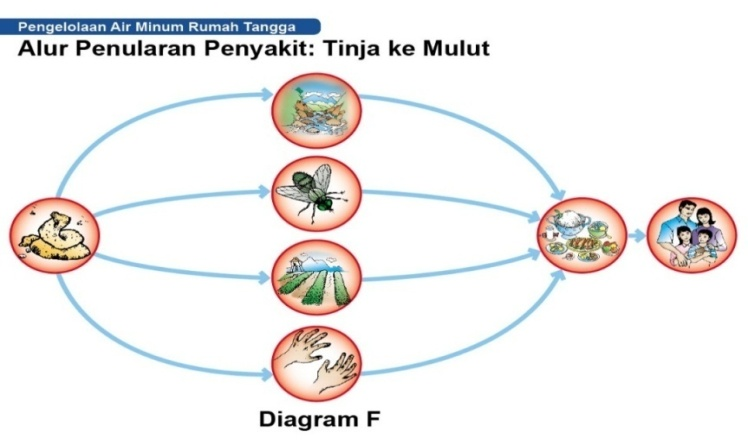 Pengelolaan Air Minum Rumah Tangga
Alur Penularan Penyakit: Tinja ke Mulut
Diagram F